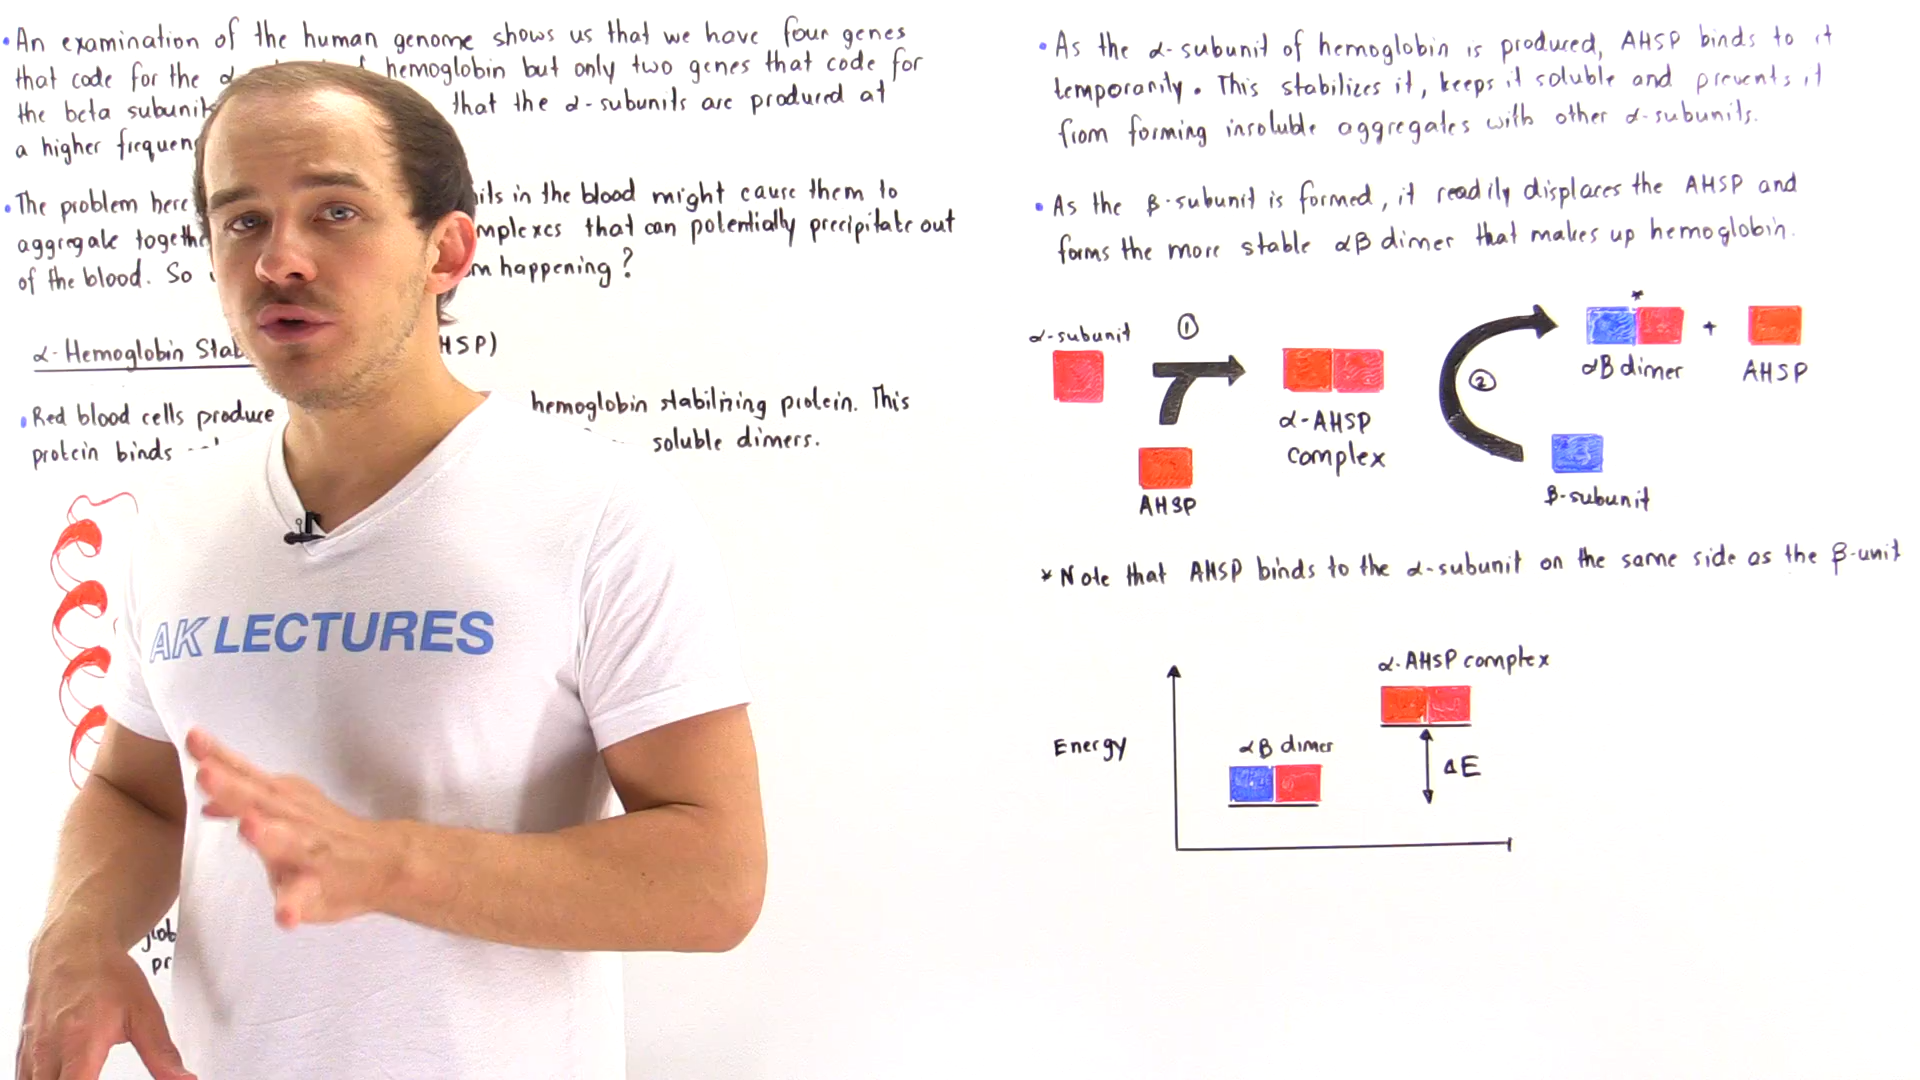 • An examination of the human genome shows us that we have four genes
that code for the α hemoglobin but only two genes that code for
the beta subunit that the α-subunits are produced at
a higher frequen
• The problem here in the blood might cause them to
aggregate togethe that can potentially precipitate out
of the blood. So happening?
α-Hemoglobin Stab HSP)
• Red blood cells produce hemoglobin stabilizing protein. This
protein binds soluble dimers.
glob
pr
AK LECTURES
• As the α-subunit of hemoglobin is produced, AHSP binds to it
temporarily. This stabilizes it, keeps it soluble and prevents it
from forming insoluble aggregates with other α-subunits.
• As the β-subunit is formed, it readily displaces the AHSP and
forms the more stable αβ dimer that makes up hemoglobin.
α-subunit
①
AHSP
α-AHSP
complex
②
*
+
αβ dimer
AHSP
β-subunit
* Note that AHSP binds to the α-subunit on the same side as the β-unit
Energy
αβ dimer
α-AHSP complex
ΔE